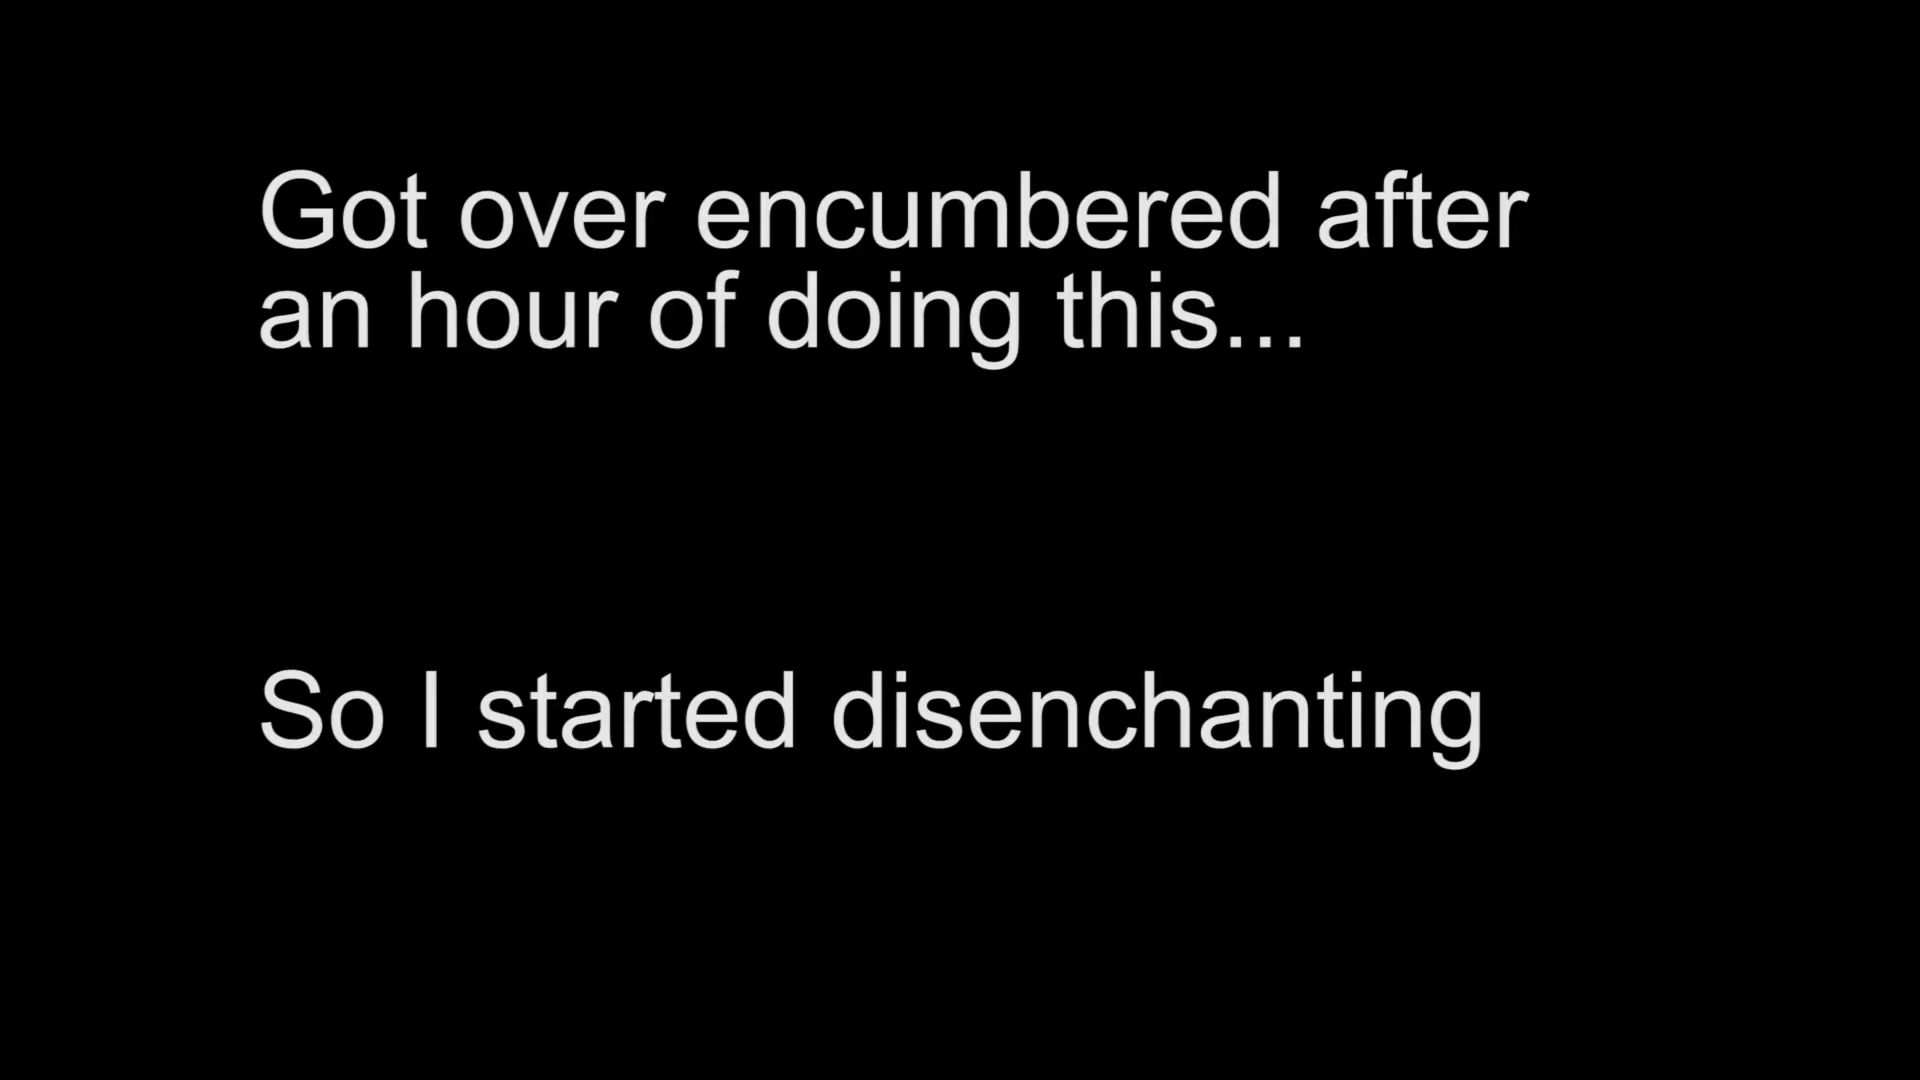 Got over encumbered after
an hour of doing this...
So I started disenchanting